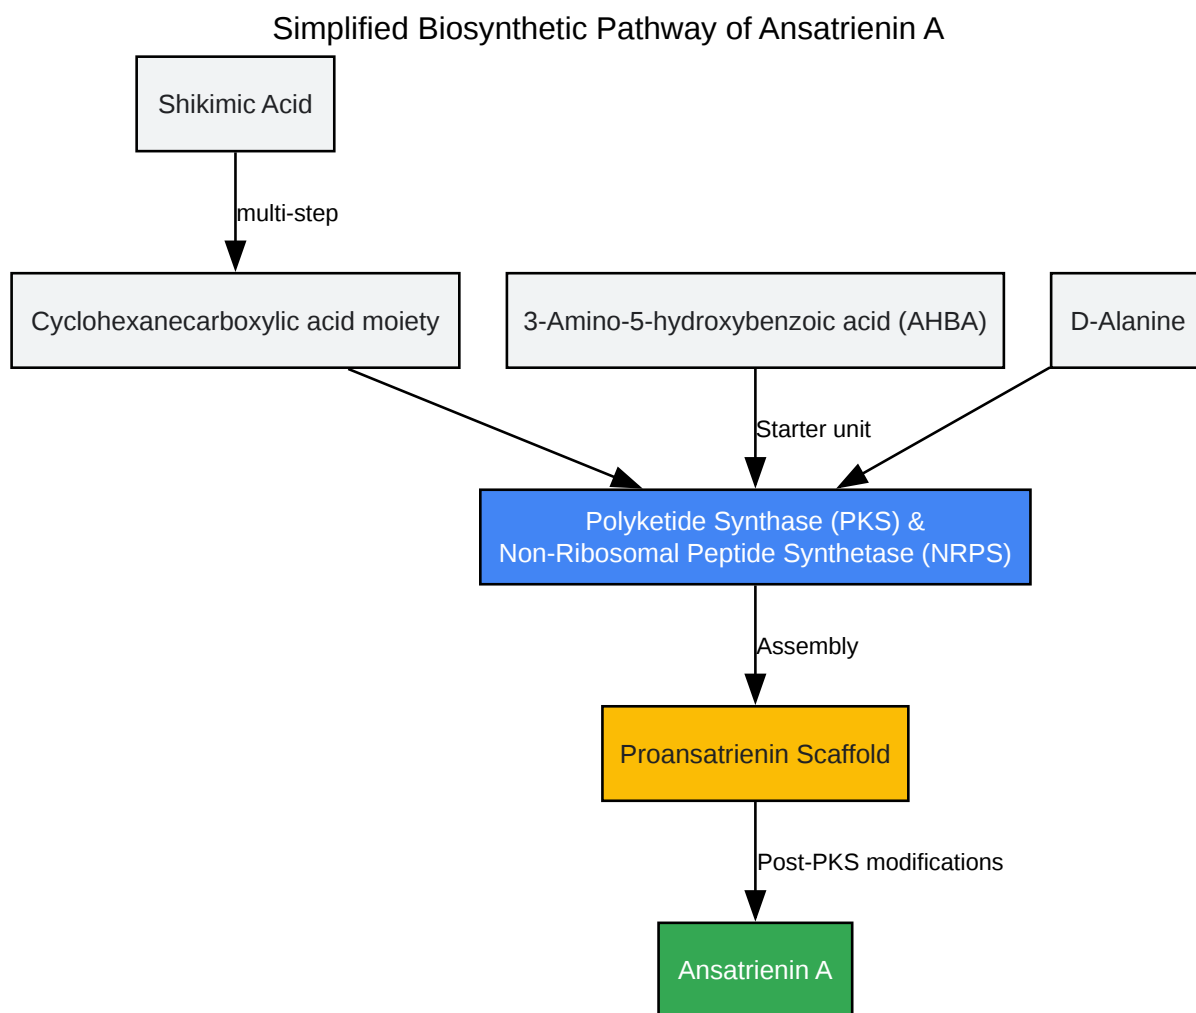 Simplified Biosynthetic Pathway of Ansatrienin A
Shikimic Acid
multi-step
Cyclohexanecarboxylic acid moiety
3-Amino-5-hydroxybenzoic acid (AHBA)
D-Alanine
Starter unit
Polyketide Synthase (PKS) &
Non-Ribosomal Peptide Synthetase (NRPS)
Assembly
Proansatrienin Scaffold
Post-PKS modifications
Ansatrienin A